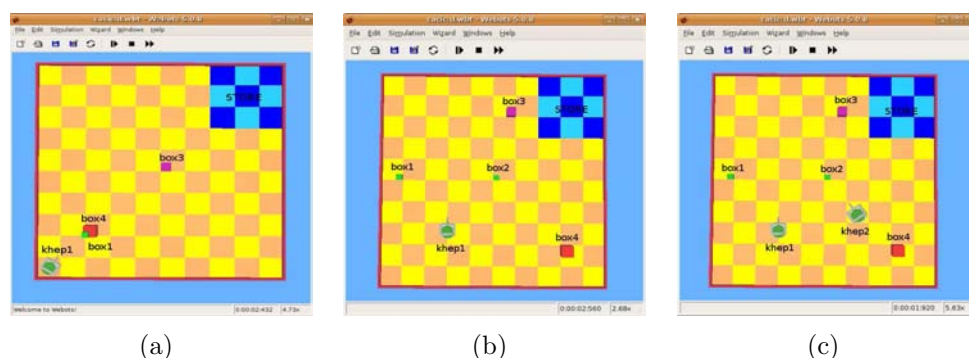 File Edit Simulation Wizard Windows Help
STORE
box3
box4
box1
khep1
Welcome to Webots!
0:00:02:432 4.73x
(a)
File Edit Simulation Wizard Windows Help
box3
STORE
box1 box2
khep1
box4
0:00:02:560 2.68x
(b)
File Edit Simulation Wizard Windows Help
box3
STORE
box1 box2
khep2
khep1
box4
0:00:01:920 5.63x
(c)